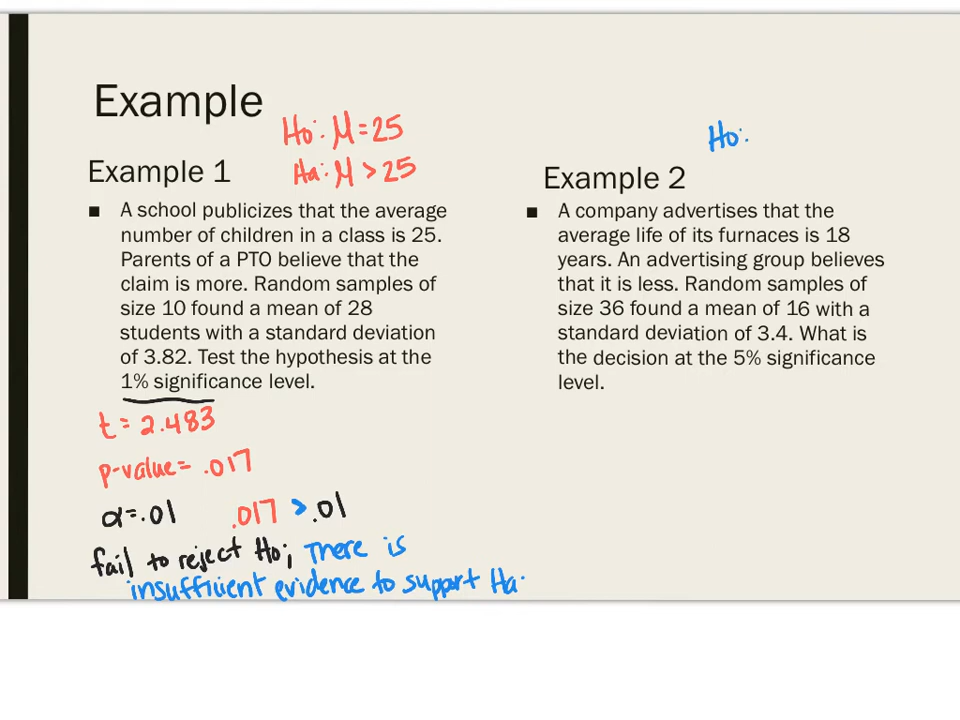 Example
Ho: μ = 25
Ha: μ > 25
Example 1
■ A school publicizes that the average
number of children in a class is 25.
Parents of a PTO believe that the
claim is more. Random samples of
size 10 found a mean of 28
students with a standard deviation
of 3.82. Test the hypothesis at the
1% significance level.
t = 2.483
p-value = .017
α = .01 .017 > .01
fail to reject Ho; There is
insufficient evidence to support Ha.
Ho:
Example 2
■ A company advertises that the
average life of its furnaces is 18
years. An advertising group believes
that it is less. Random samples of
size 36 found a mean of 16 with a
standard deviation of 3.4. What is
the decision at the 5% significance
level.